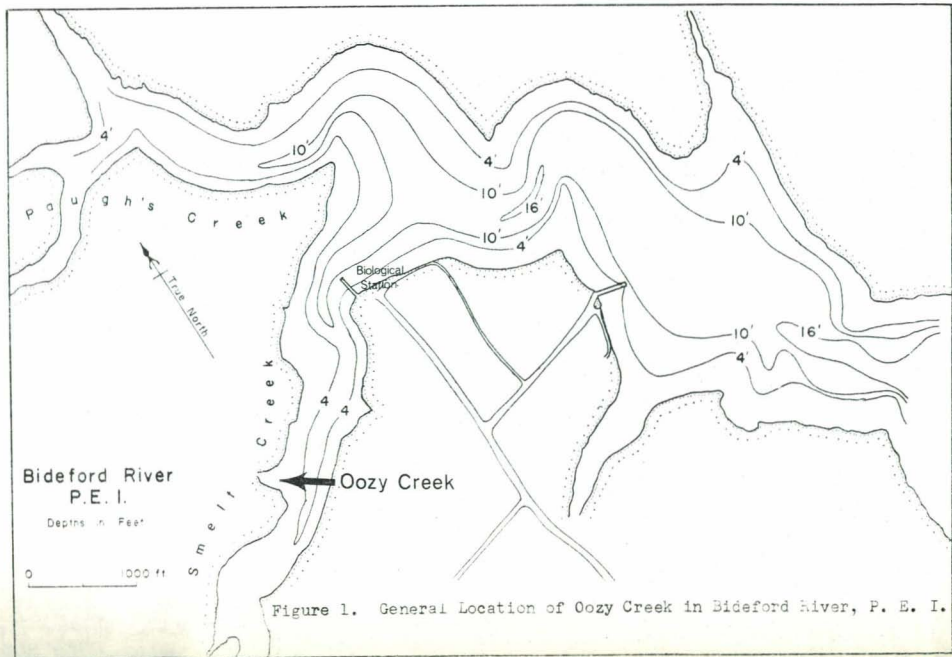 4'
10'
4'
4'
10'
10'
16
10'
Paugh's Creek
10'
4'
True North
Biological
Station
10'
16'
4'
Smelt Creek
4
4
Bideford River
P. E. I.
Depths in Feet
Oozy Creek
0 1000 ft
Figure 1. General Location of Oozy Creek in Bideford River, P. E. I.